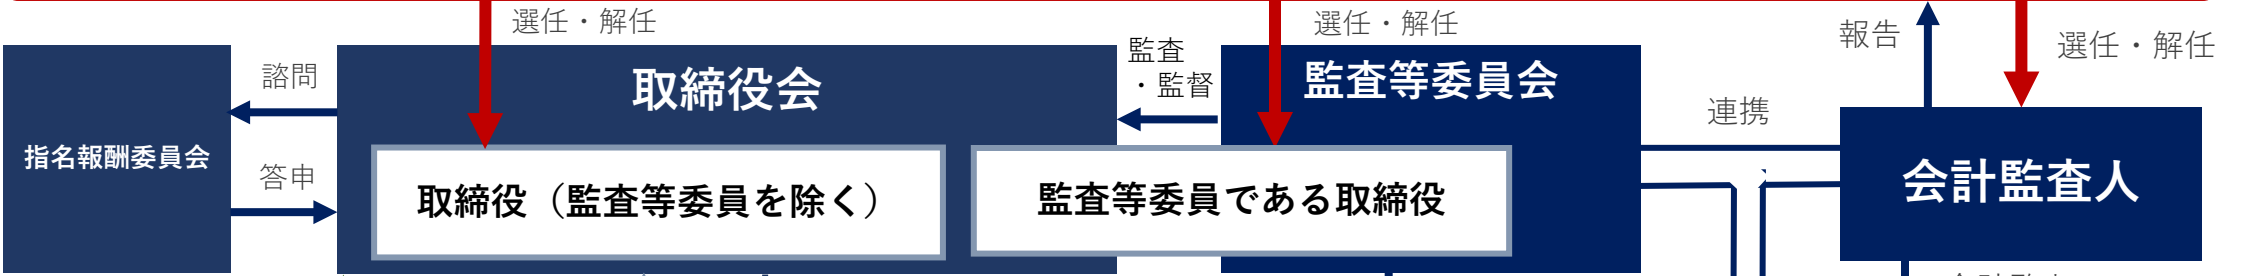 選任・解任
選任・解任
報告
選任・解任
諮問
取締役会
監査
・監督
監査等委員会
連携
指名報酬委員会
答申
取締役（監査等委員を除く）
監査等委員である取締役
会計監査人